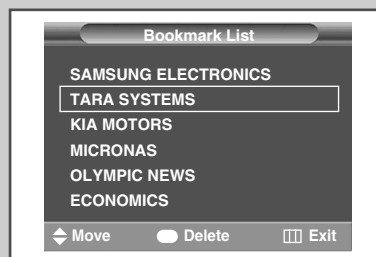 Bookmark List
SAMSUNG ELECTRONICS
TARA SYSTEMS
KIA MOTORS
MICRONAS
OLYMPIC NEWS
ECONOMICS
Move Delete Exit